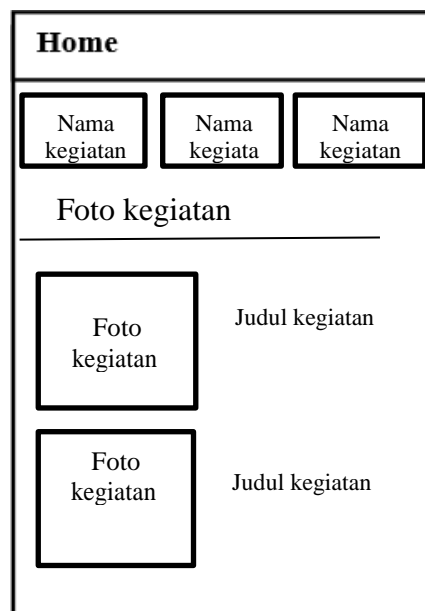 Home
Nama
kegiatan
Nama
kegiata
Nama
kegiatan
Foto kegiatan
Foto
kegiatan
Judul kegiatan
Foto
kegiatan
Judul kegiatan